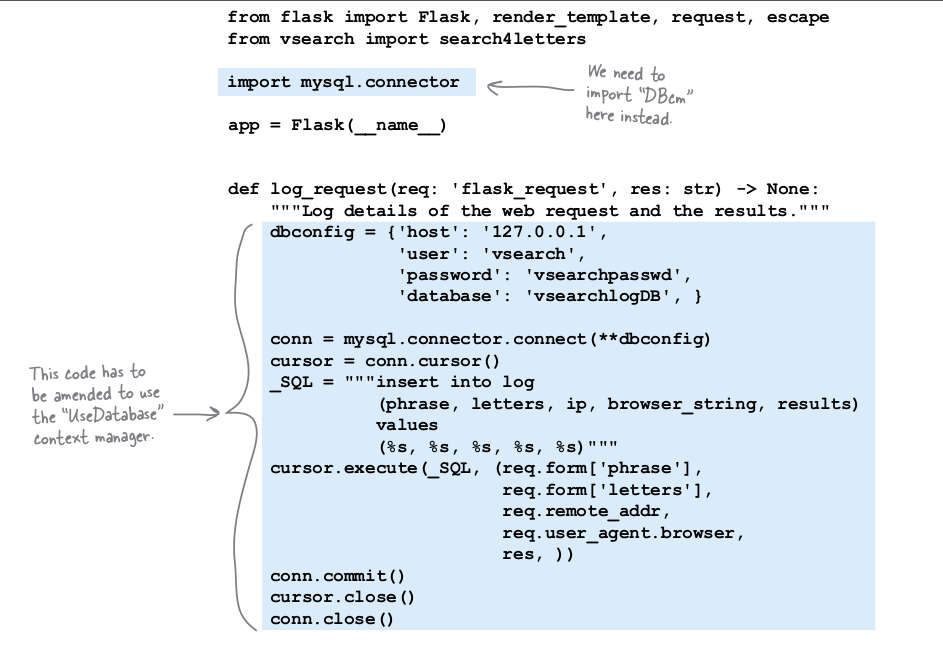 from flask import Flask, render_template, request, escape
from vsearch import search4letters
import mysql.connector
We need to
import "DBcm"
here instead.
app = Flask(__name__)
def log_request(req: 'flask_request', res: str) -> None:
"""Log details of the web request and the results."""
dbconfig = {'host': '127.0.0.1',
'user': 'vsearch',
'password': 'vsearchpasswd',
'database': 'vsearchlogDB', }
conn = mysql.connector.connect(**dbconfig)
cursor = conn.cursor()
_SQL = """insert into log
(phrase, letters, ip, browser_string, results)
values
(%s, %s, %s, %s, %s)"""
cursor.execute(_SQL, (req.form['phrase'],
req.form['letters'],
req.remote_addr,
req.user_agent.browser,
res, ))
conn.commit()
cursor.close()
conn.close()
This code has to
be amended to use
the "UseDatabase"
context manager.